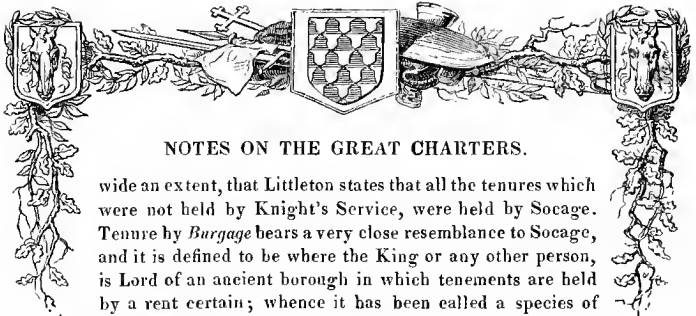 NOTES ON THE GREAT CHARTERS.
wide an extent, that Littleton states that all the tenures which
were not held by Knight's Service, were held by Socage.
Tenure by Burgage bears a very close resemblance to Socage,
and it is defined to be where the King or any other person,
is Lord of an ancient borough in which tenements are held
by a rent certain; whence it has been called a species of